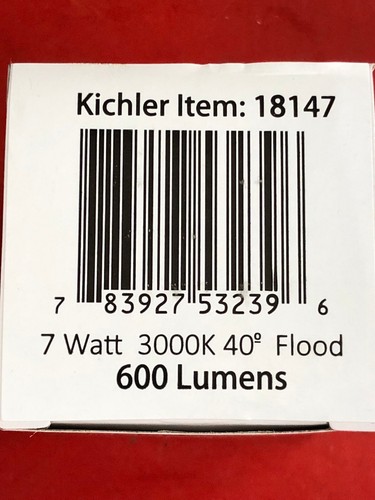 Kichler Item: 18147
7 83927 53239 6
7 Watt 3000K 40º Flood
600 Lumens